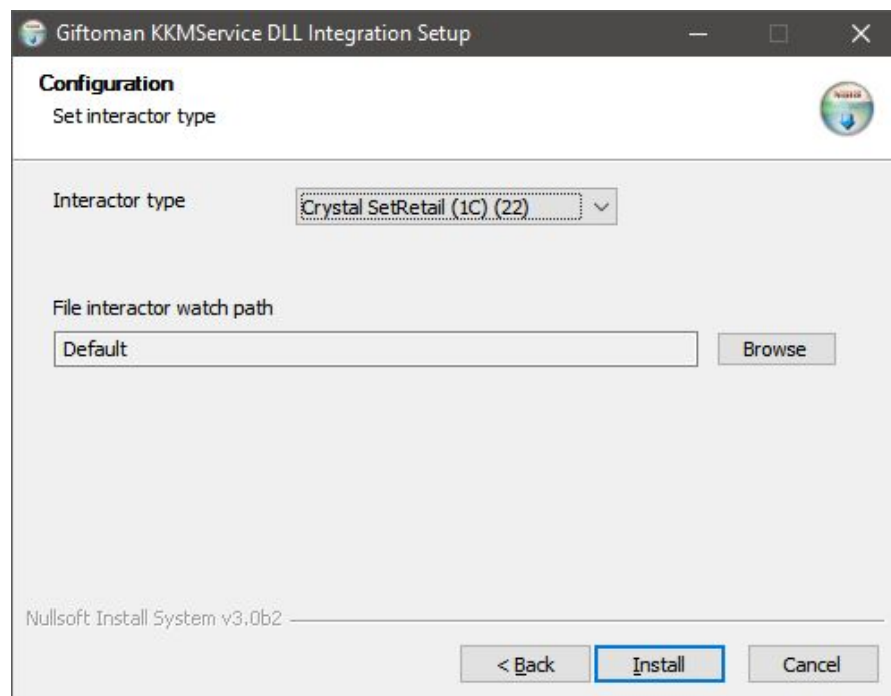 Giftoman KKMService DLL Integration Setup
Configuration
Set interactor type
Interactor type
Crystal SetRetail (1C) (22)
File interactor watch path
Default
Browse
Nullsoft Install System v3.0b2
< Back
Install
Cancel